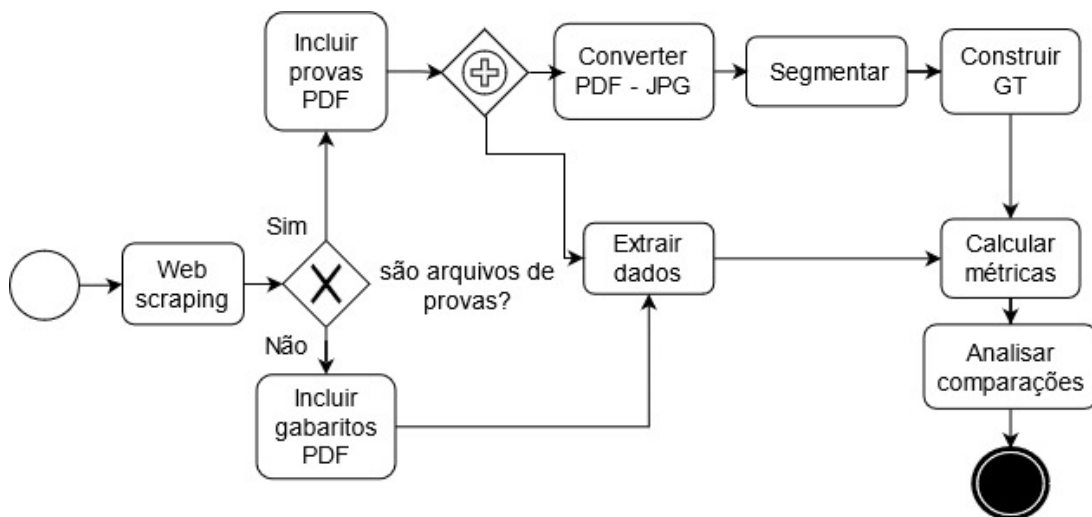 Incluir
provas
PDF
Converter
PDF - JPG
Segmentar
Construir
GT
Sim
Web
scraping
são arquivos de
provas?
Extrair
dados
Calcular
métricas
Não
Incluir
gabaritos
PDF
Analisar
comparações